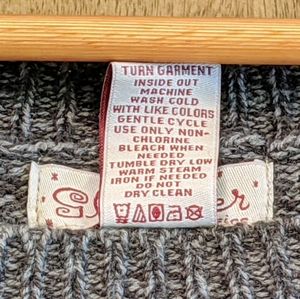 TURN GARMENT
INSIDE OUT
MACHINE
WASH COLD
WITH LIKE COLORS
GENTLE CYCLE
USE ONLY NON-
CHLORINE
BLEACH WHEN
NEEDED
TUMBLE DRY LOW
WARM STEAM
IRON IF NEEDED
DO NOT
DRY CLEAN